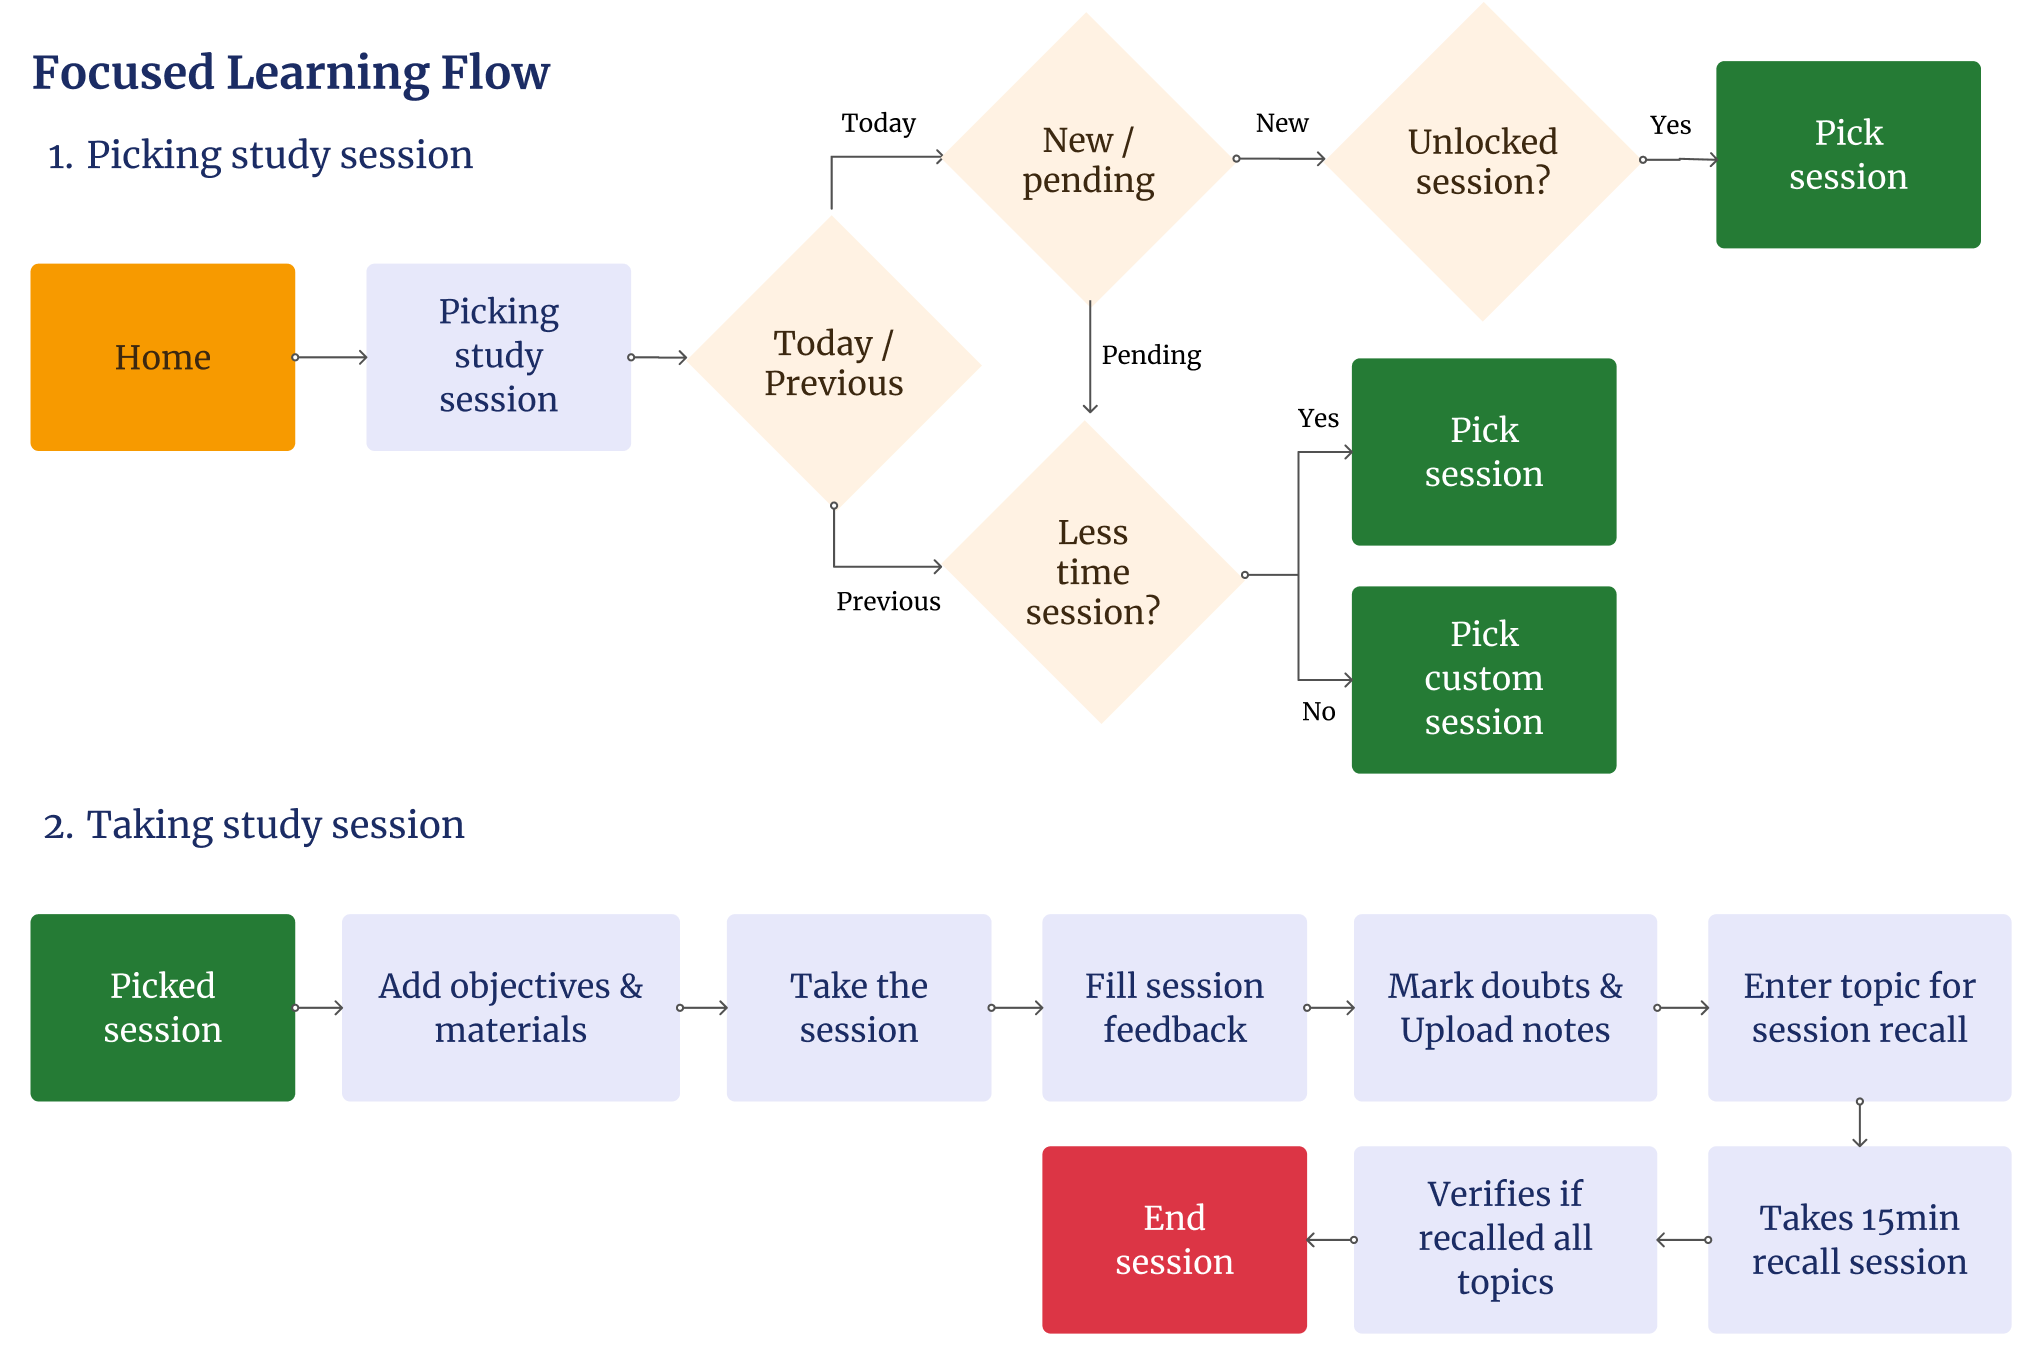 Focused Learning Flow
1. Picking study session
Home
Picking
study
session
Today /
Previous
Today
New /
pending
New
Unlocked
session?
Yes
Pick
session
Pending
Previous
Less
time
session?
Yes
Pick
session
No
Pick
custom
session
2. Taking study session
Picked
session
Add objectives &
materials
Take the
session
Fill session
feedback
Mark doubts &
Upload notes
Enter topic for
session recall
Takes 15min
recall session
Verifies if
recalled all
topics
End
session